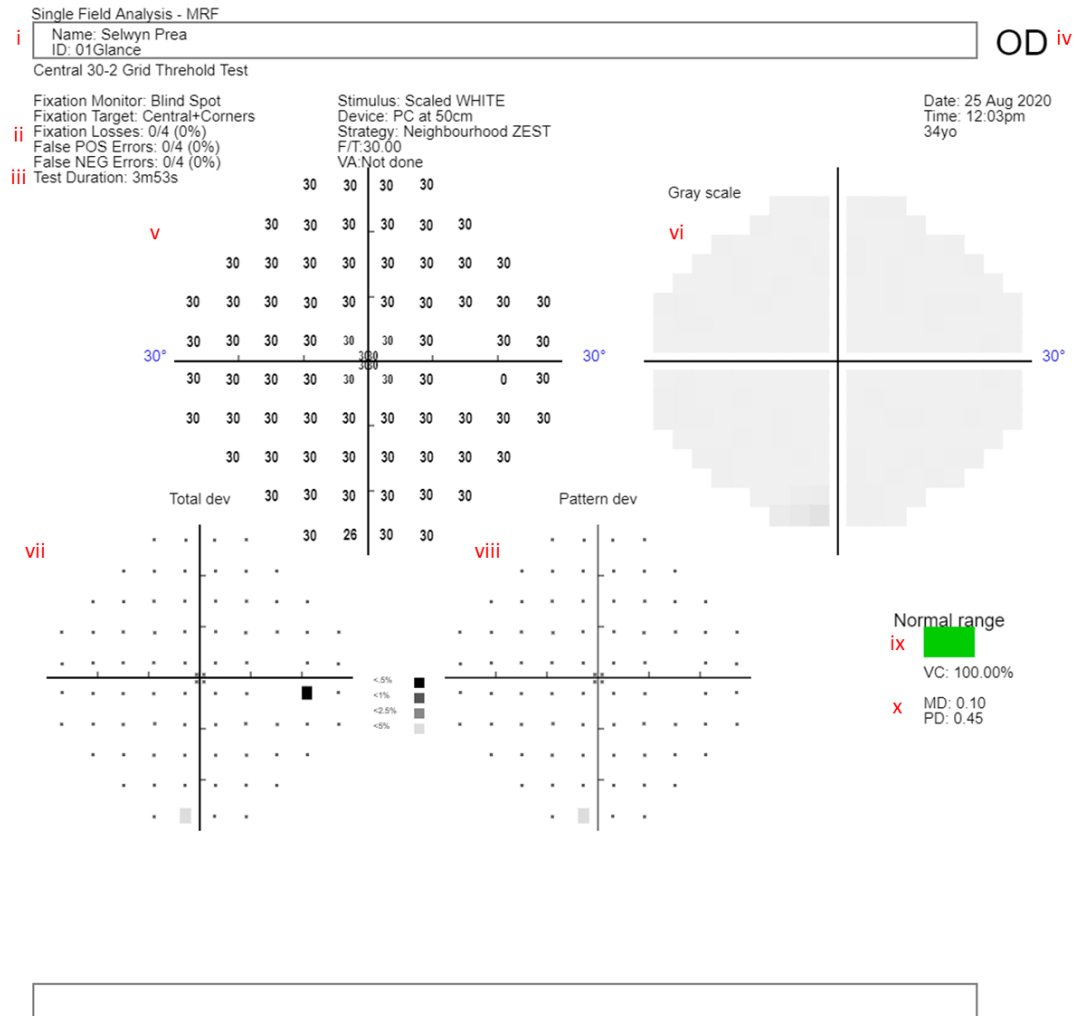 Single Field Analysis - MRF
i
Name: Selwyn Prea
ID: 01Glance
OD iv
Central 30-2 Grid Threhold Test
Fixation Monitor: Blind Spot
Fixation Target: Central+Corners
ii Fixation Losses: 0/4 (0%)
False POS Errors: 0/4 (0%)
False NEG Errors: 0/4 (0%)
iii Test Duration: 3m53s
Stimulus: Scaled WHITE
Device: PC at 50cm
Strategy: Neighbourhood ZEST
F/T:30.00
VA:Not done
Date: 25 Aug 2020
Time: 12:03pm
34yo
v
30 30 30 30
30 30 30 30 30 30
30 30 30 30 30 30 30 30
30 30 30 30 30 30 30 30 30 30
30 30 30 30 30 30 30 30 30
30° 30°
30 30
30 30
30 30 30 30 30 30 30 0 30
30 30 30 30 30 30 30 30 30 30
30 30 30 30 30 30 30 30
30 30 30 30 30 30
30 26 30 30
Gray scale
vi
30°
Total dev
vii
<.5%
<1%
<2.5%
<5%
Pattern dev
viii
Normal range
ix
VC: 100.00%
x MD: 0.10
PD: 0.45